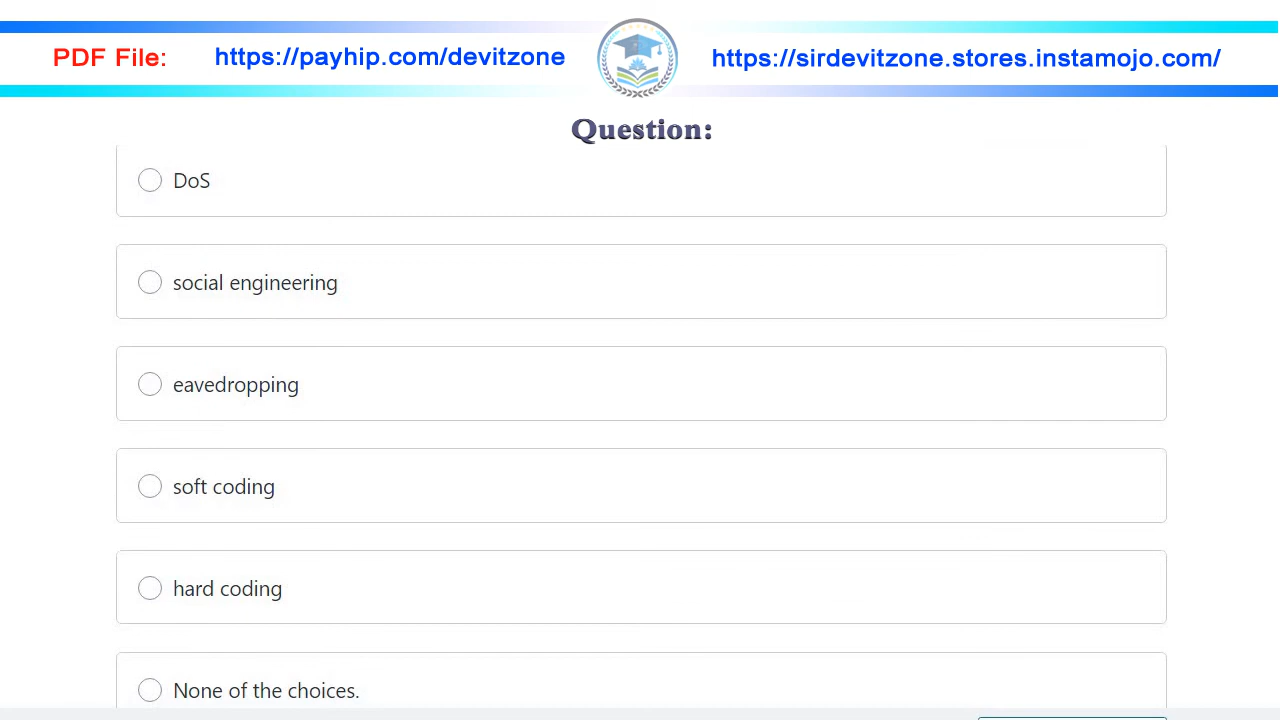 PDF File: https://payhip.com/devitzone https://sirdevitzone.stores.instamojo.com/
Question:
DoS
social engineering
eavedropping
soft coding
hard coding
None of the choices.